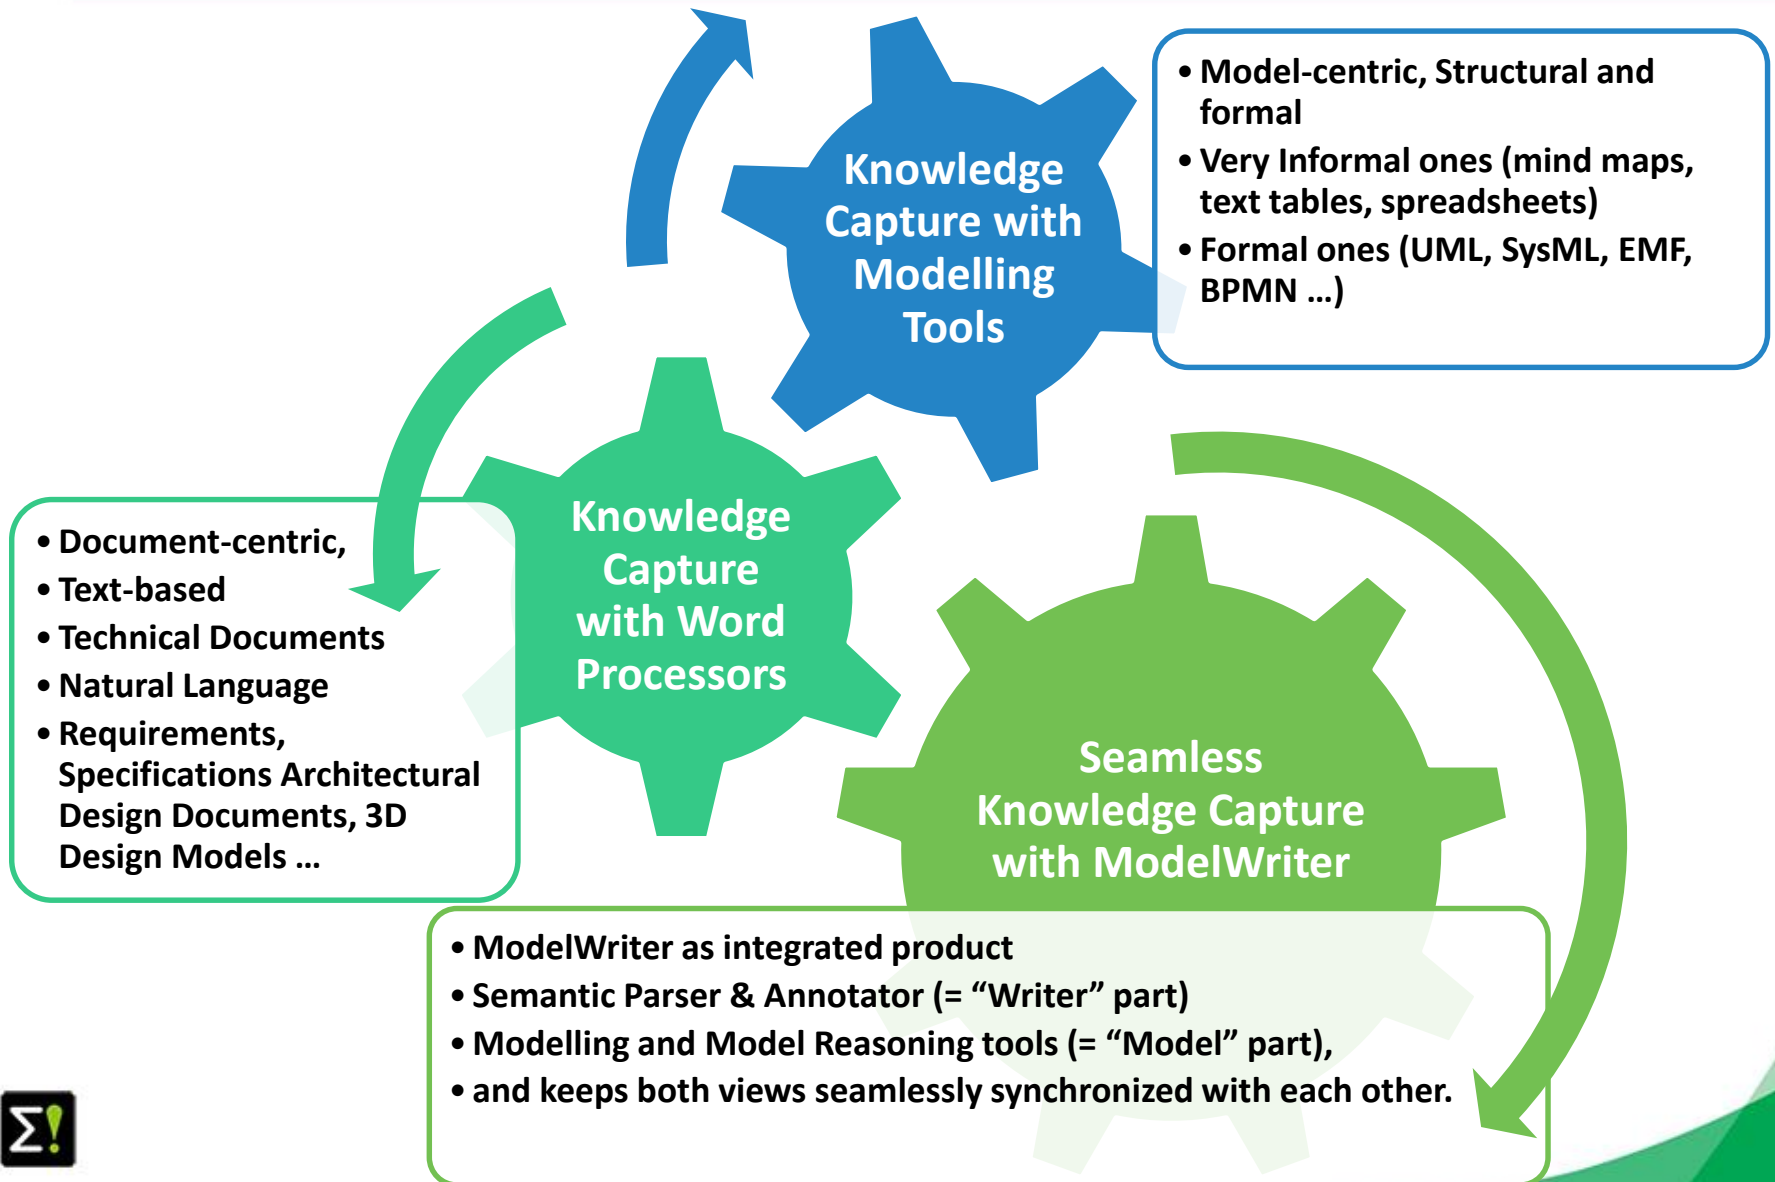 Knowledge
Capture with
Modelling
Tools
• Model-centric, Structural and
formal
• Very Informal ones (mind maps,
text tables, spreadsheets)
• Formal ones (UML, SysML, EMF,
BPMN ...)
Knowledge
Capture
with Word
Processors
• Document-centric,
• Text-based
• Technical Documents
• Natural Language
• Requirements,
Specifications Architectural
Design Documents, 3D
Design Models ...
Seamless
Knowledge Capture
with ModelWriter
• ModelWriter as integrated product
• Semantic Parser & Annotator (= “Writer” part)
• Modelling and Model Reasoning tools (= “Model” part),
• and keeps both views seamlessly synchronized with each other.
Σ!